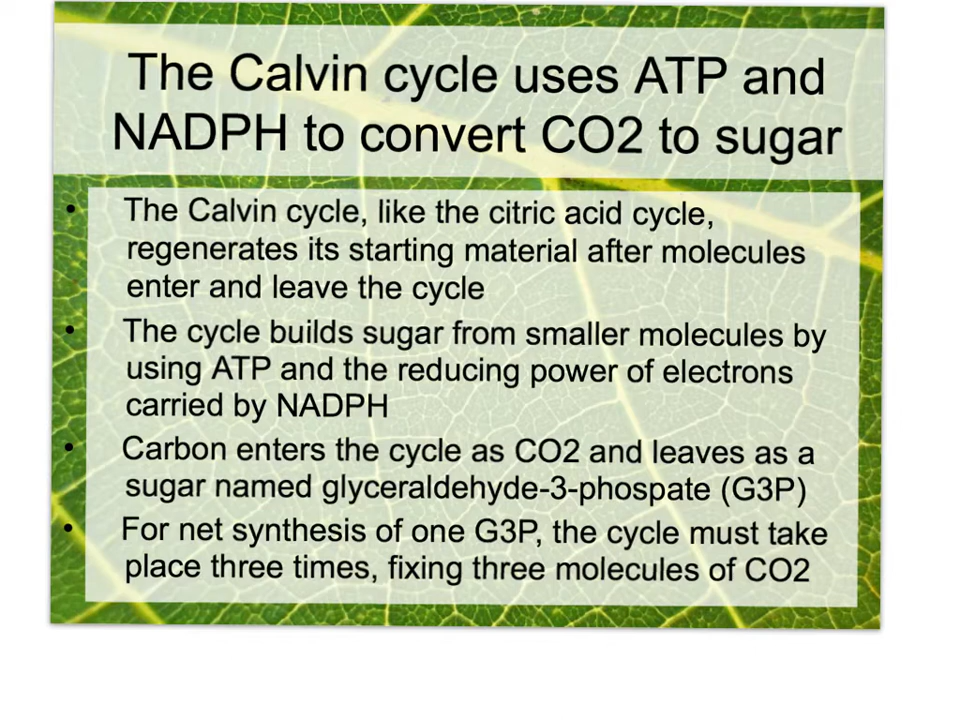 The Calvin cycle uses ATP and
NADPH to convert CO2 to sugar
• The Calvin cycle, like the citric acid cycle,
regenerates its starting material after molecules
enter and leave the cycle
• The cycle builds sugar from smaller molecules by
using ATP and the reducing power of electrons
carried by NADPH
• Carbon enters the cycle as CO2 and leaves as a
sugar named glyceraldehyde-3-phospate (G3P)
• For net synthesis of one G3P, the cycle must take
place three times, fixing three molecules of CO2